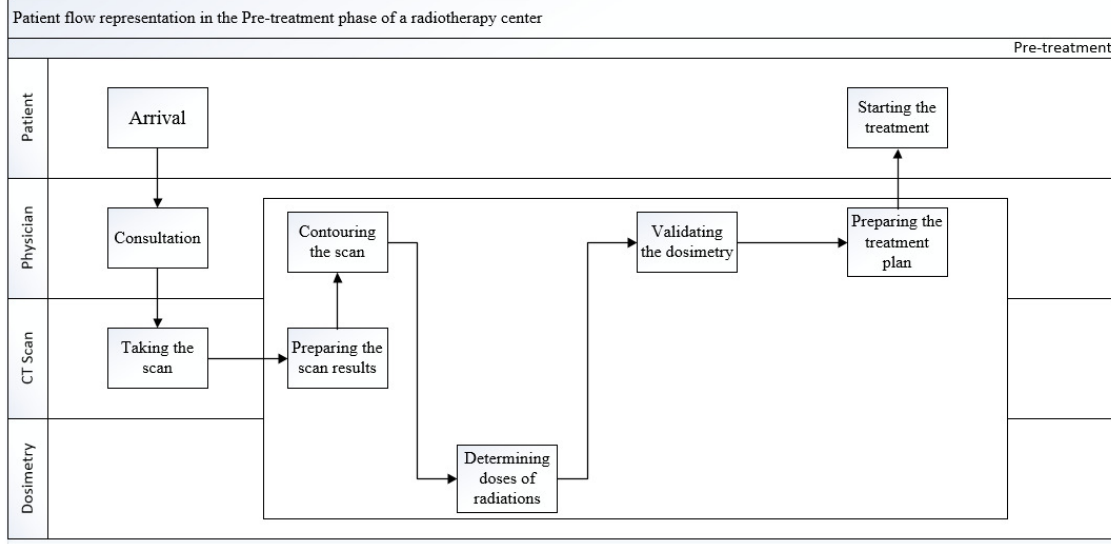 Patient flow representation in the Pre-treatment phase of a radiotherapy center
Pre-treatment
Patient
Arrival
Starting the
treatment
Physician
Consultation
Contouring
the scan
Validating
the dosimetry
Preparing the
treatment
plan
CT Scan
Taking the
scan
Preparing the
scan results
Dosimetry
Determining
doses of
radiations